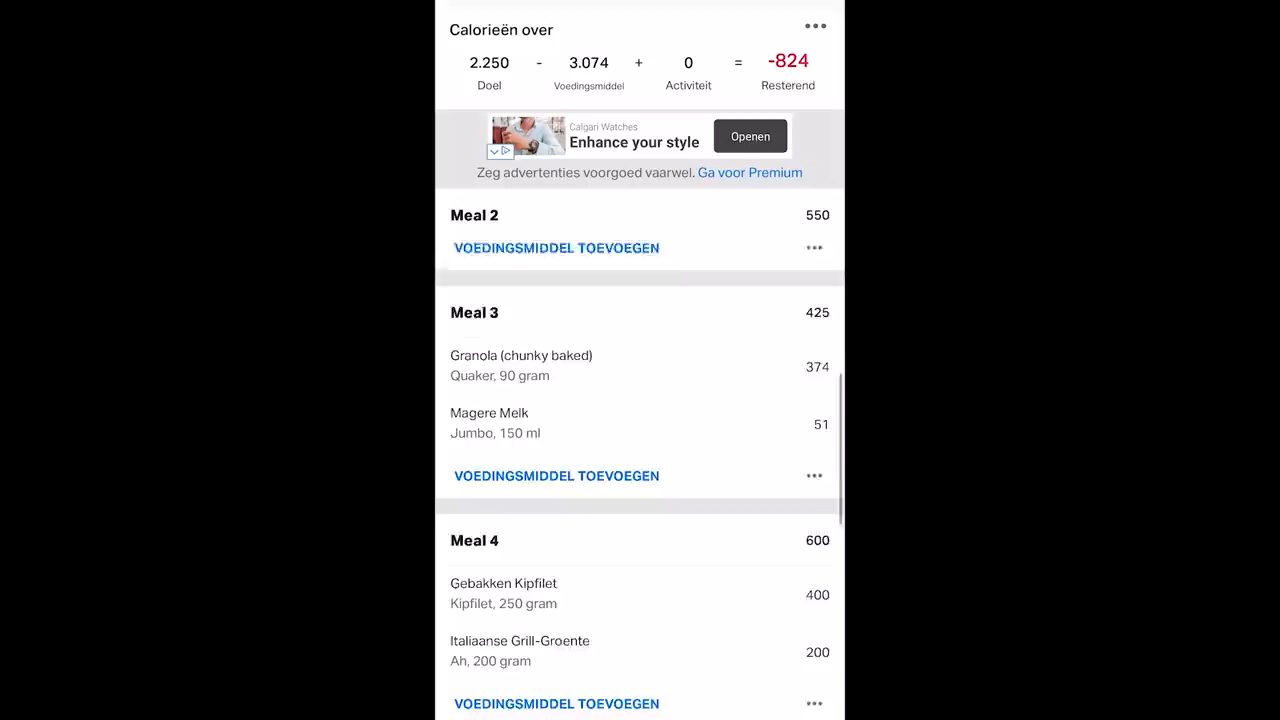 Calorieën over
2.250 - 3.074 + 0 = -824
Doel Voedingsmiddel Activiteit Resterend
Calgari Watches
Enhance your style
Openen
Zeg advertenties voorgoed vaarwel. Ga voor Premium
Meal 2 550
VOEDINGSMIDDEL TOEVOEGEN
Meal 3 425
Granola (chunky baked)
Quaker, 90 gram
374
Magere Melk
Jumbo, 150 ml
51
VOEDINGSMIDDEL TOEVOEGEN
Meal 4 600
Gebakken Kipfilet
Kipfilet, 250 gram
400
Italiaanse Grill-Groente
Ah, 200 gram
200
VOEDINGSMIDDEL TOEVOEGEN